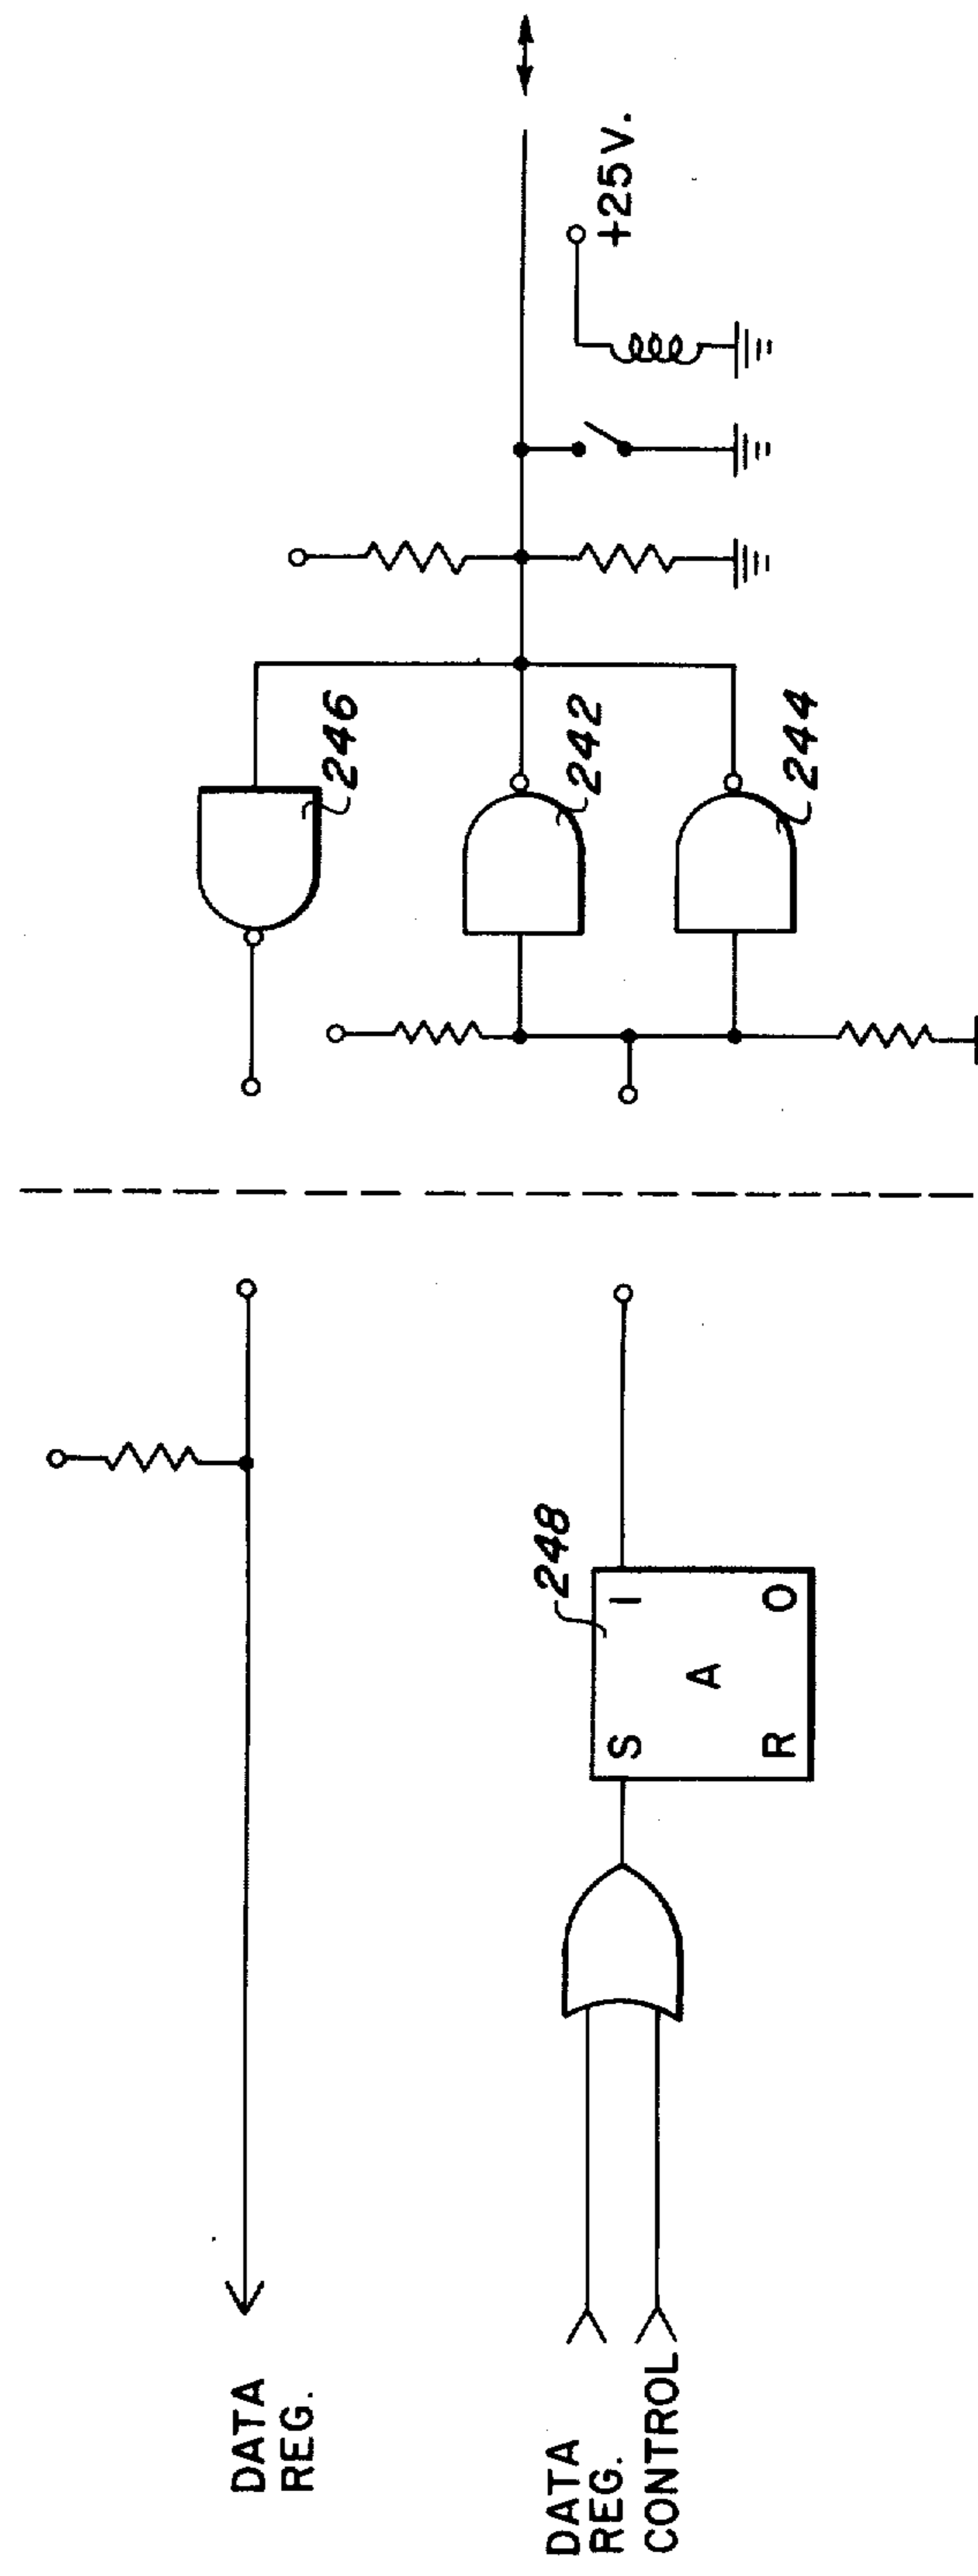 DATA
REG.
DATA
REG.
CONTROL
248
S
I
A
R
O
246
242
244
+25V.